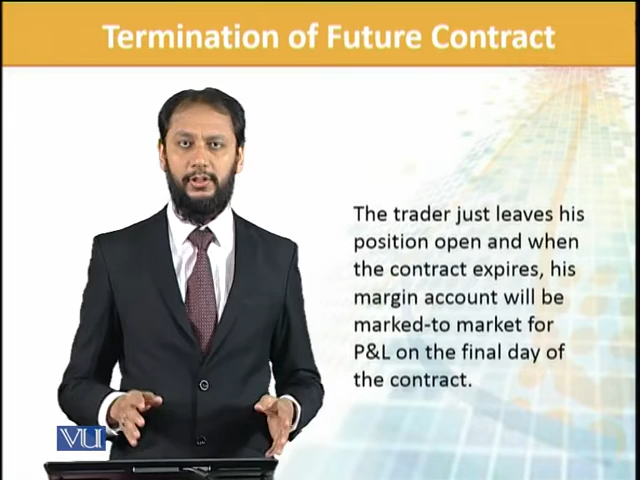 Termination of Future Contract
The trader just leaves his
position open and when
the contract expires, his
margin account will be
marked-to market for
P&L on the final day of
the contract.
VU